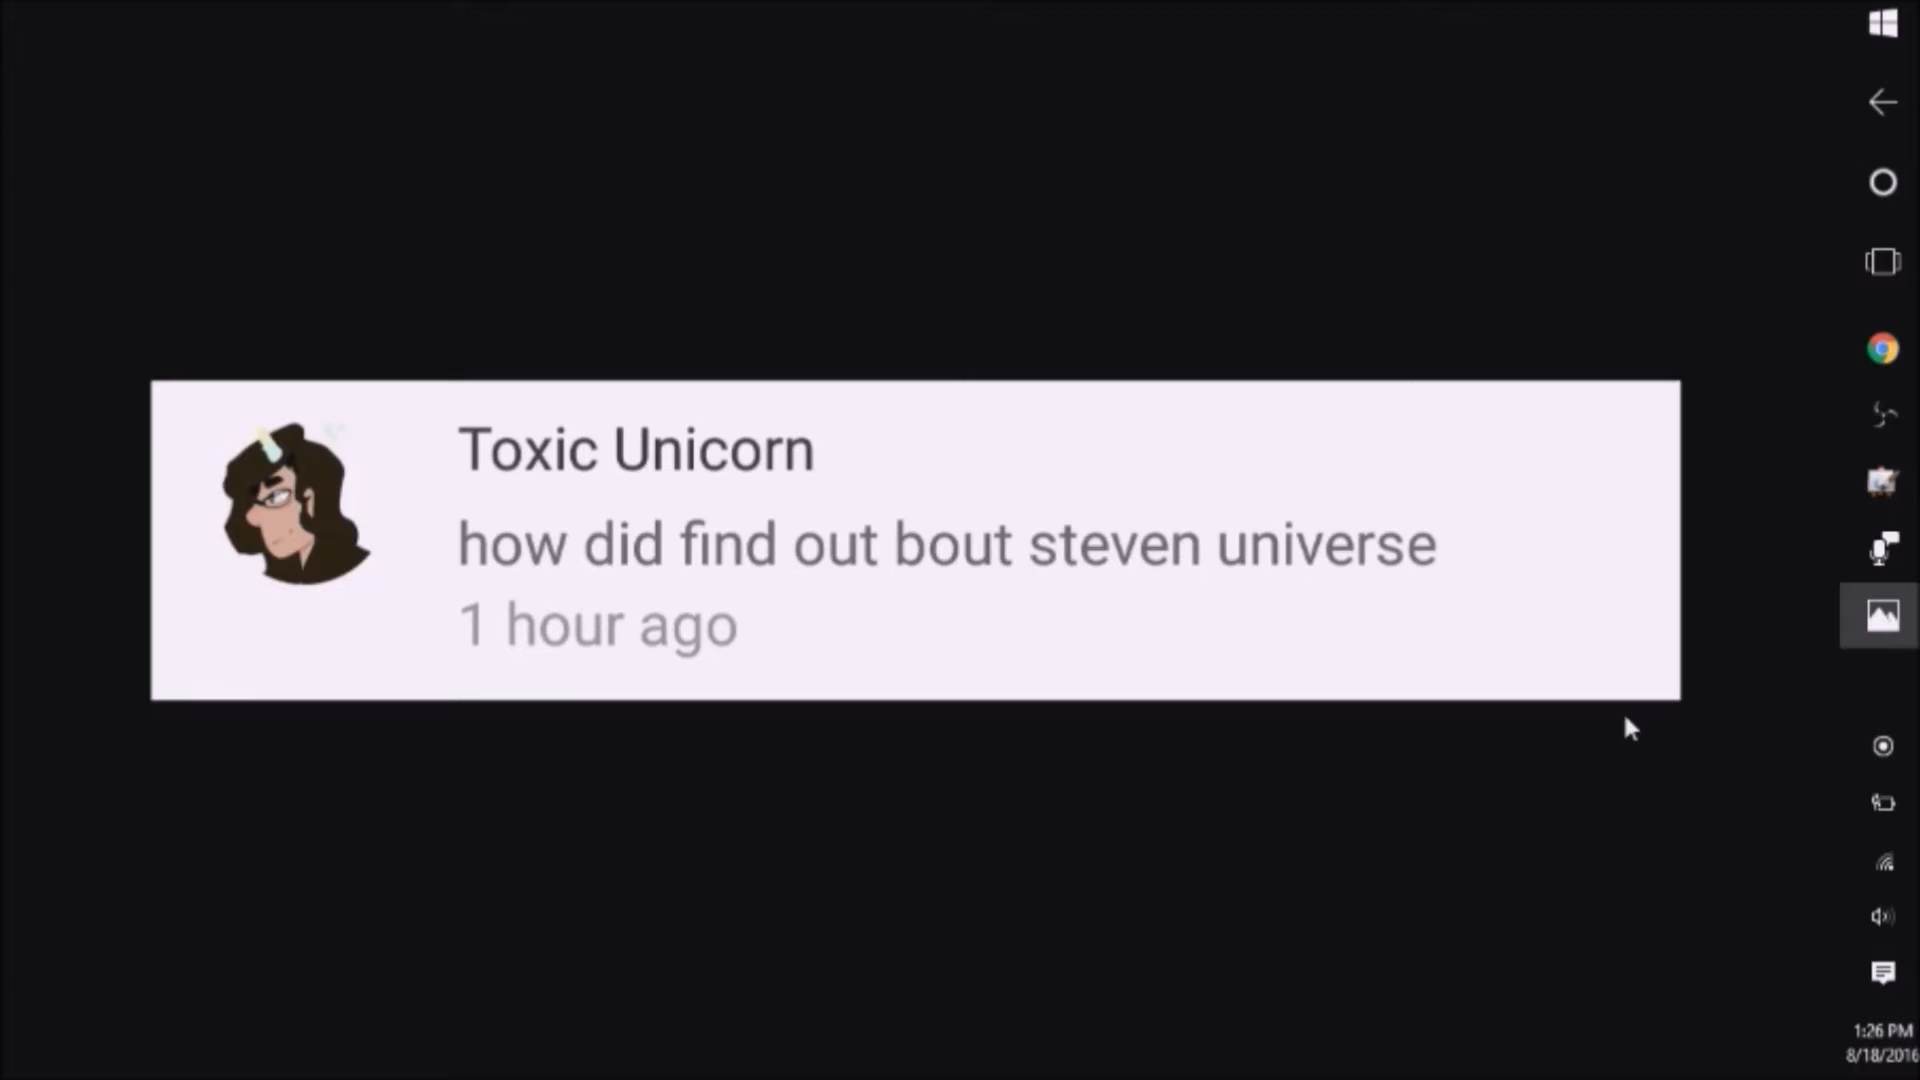 Toxic Unicorn
how did find out bout steven universe
1 hour ago
1:26 PM
8/18/2016